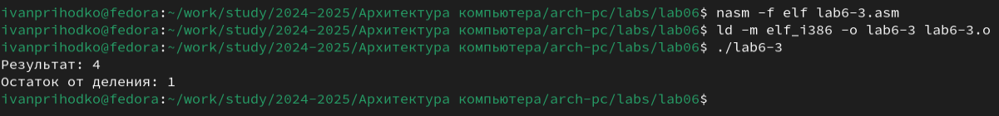 ivanprihodko@fedora:~/work/study/2024-2025/Архитектура компьютера/arch-pc/labs/lab06$ nasm -f elf lab6-3.asm
ivanprihodko@fedora:~/work/study/2024-2025/Архитектура компьютера/arch-pc/labs/lab06$ ld -m elf_i386 -o lab6-3 lab6-3.o
ivanprihodko@fedora:~/work/study/2024-2025/Архитектура компьютера/arch-pc/labs/lab06$ ./lab6-3
Результат: 4
Остаток от деления: 1
ivanprihodko@fedora:~/work/study/2024-2025/Архитектура компьютера/arch-pc/labs/lab06$